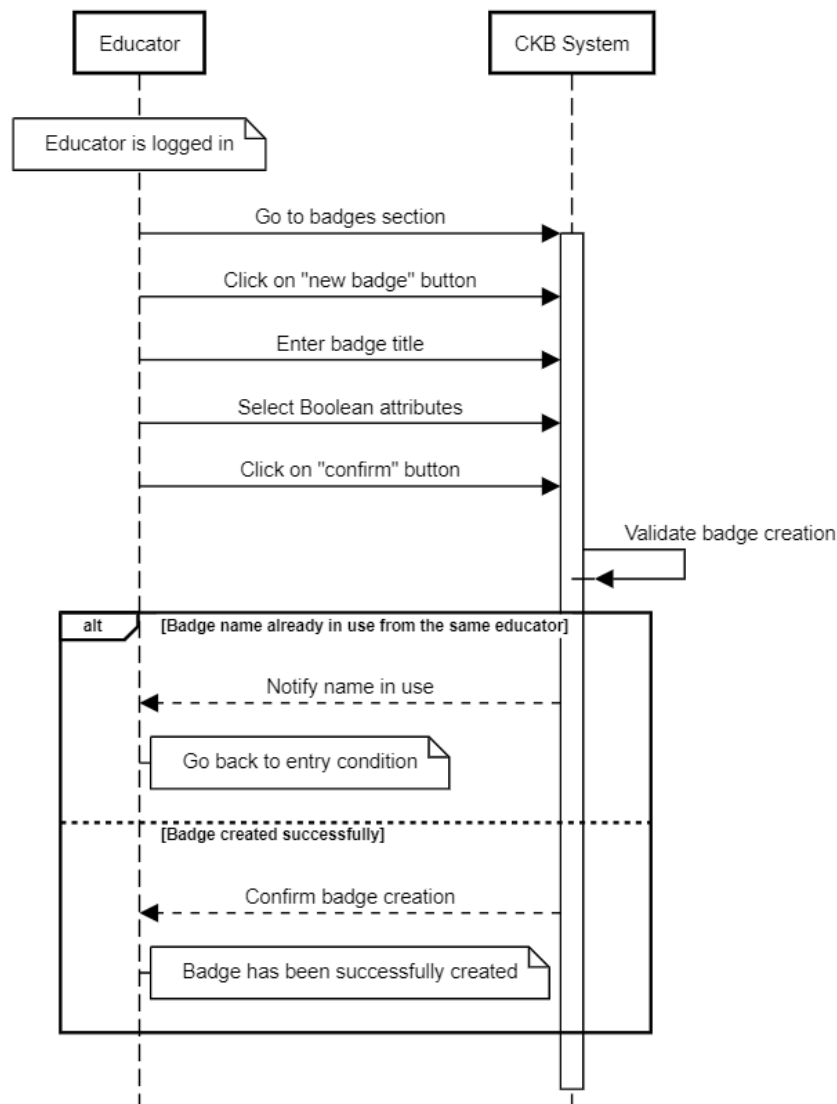 Educator
CKB System
Educator is logged in
Go to badges section
Click on "new badge" button
Enter badge title
Select Boolean attributes
Click on "confirm" button
Validate badge creation
alt
[Badge name already in use from the same educator]
Notify name in use
Go back to entry condition
[Badge created successfully]
Confirm badge creation
Badge has been successfully created